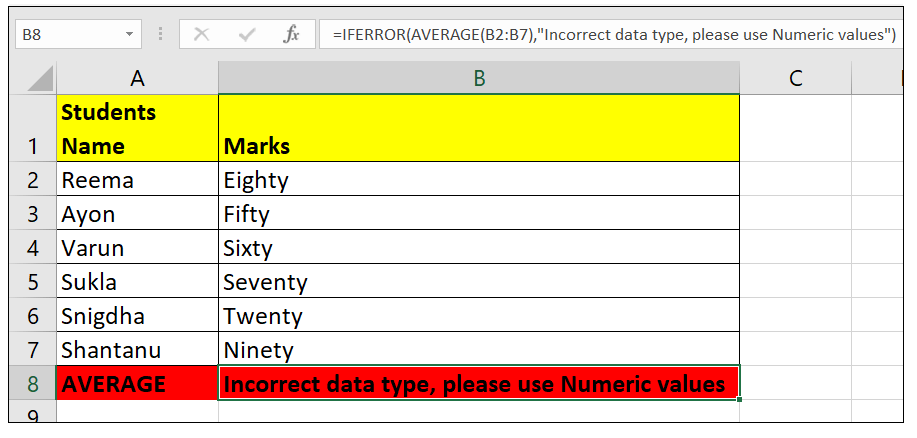 B8 fx =IFERROR(AVERAGE(B2:B7),"Incorrect data type, please use Numeric values")
A B C
Students
1 Name Marks
2 Reema Eighty
3 Ayon Fifty
4 Varun Sixty
5 Sukla Seventy
6 Snigdha Twenty
7 Shantanu Ninety
8 AVERAGE Incorrect data type, please use Numeric values
9